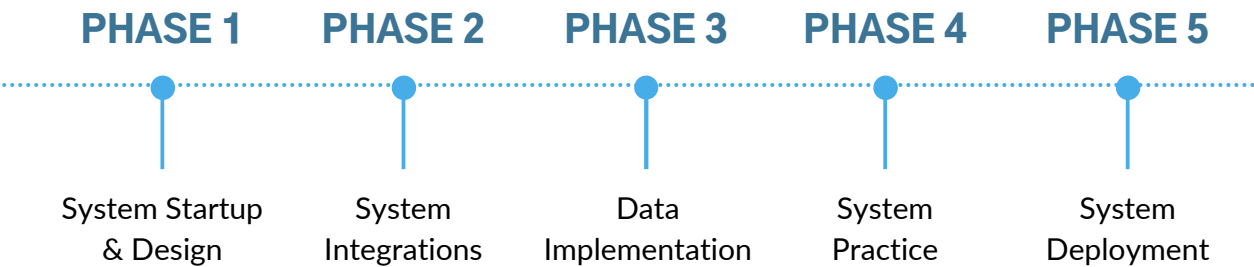 PHASE 1
PHASE 2
PHASE 3
PHASE 4
PHASE 5
System Startup
& Design
System
Integrations
Data
Implementation
System
Practice
System
Deployment